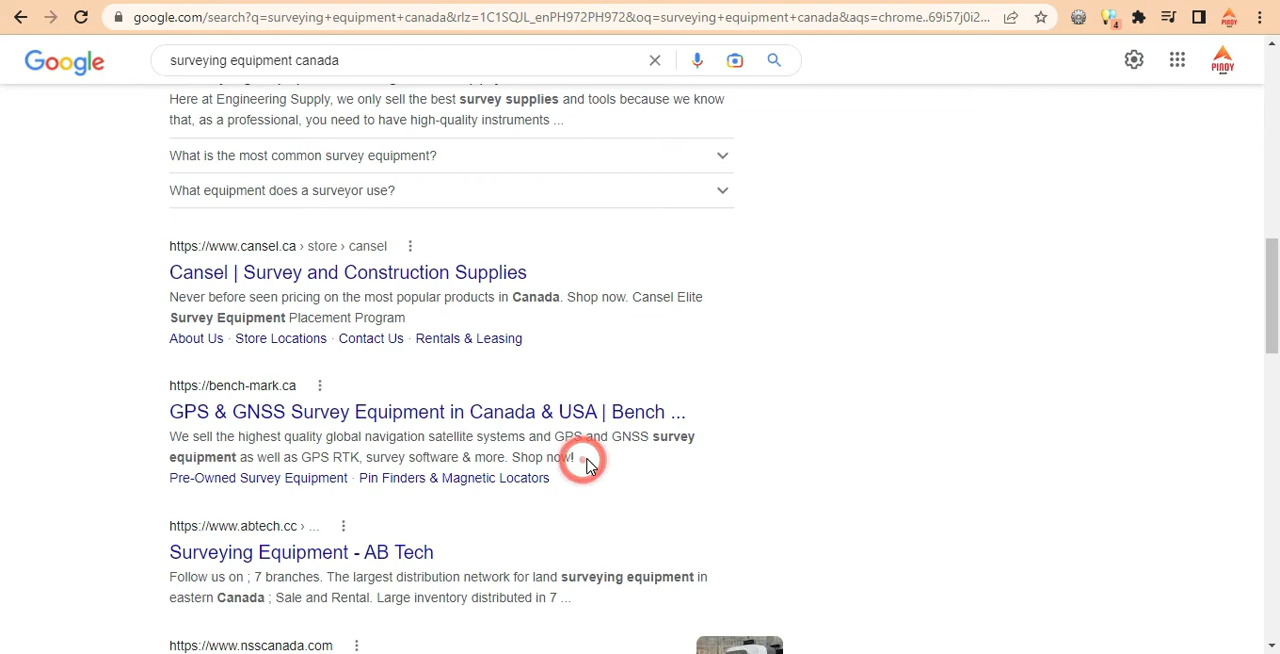 google.com/search?q=surveying+equipment+canada&rlz=1C1SQJL_enPH972PH972&oq=surveying+equipment+canada&aqs=chrome..69i57j0i2...
4
PINOY
Google
surveying equipment canada
PINOY
Here at Engineering Supply, we only sell the best survey supplies and tools because we know
that, as a professional, you need to have high-quality instruments ...
What is the most common survey equipment?
What equipment does a surveyor use?
https://www.cansel.ca › store › cansel
Cansel | Survey and Construction Supplies
Never before seen pricing on the most popular products in Canada. Shop now. Cansel Elite
Survey Equipment Placement Program
About Us · Store Locations · Contact Us · Rentals & Leasing
https://bench-mark.ca
GPS & GNSS Survey Equipment in Canada & USA | Bench ...
We sell the highest quality global navigation satellite systems and GPS and GNSS survey
equipment as well as GPS RTK, survey software & more. Shop now!
Pre-Owned Survey Equipment · Pin Finders & Magnetic Locators
https://www.abtech.cc › ...
Surveying Equipment - AB Tech
Follow us on ; 7 branches. The largest distribution network for land surveying equipment in
eastern Canada ; Sale and Rental. Large inventory distributed in 7 ...
https://www.nsscanada.com